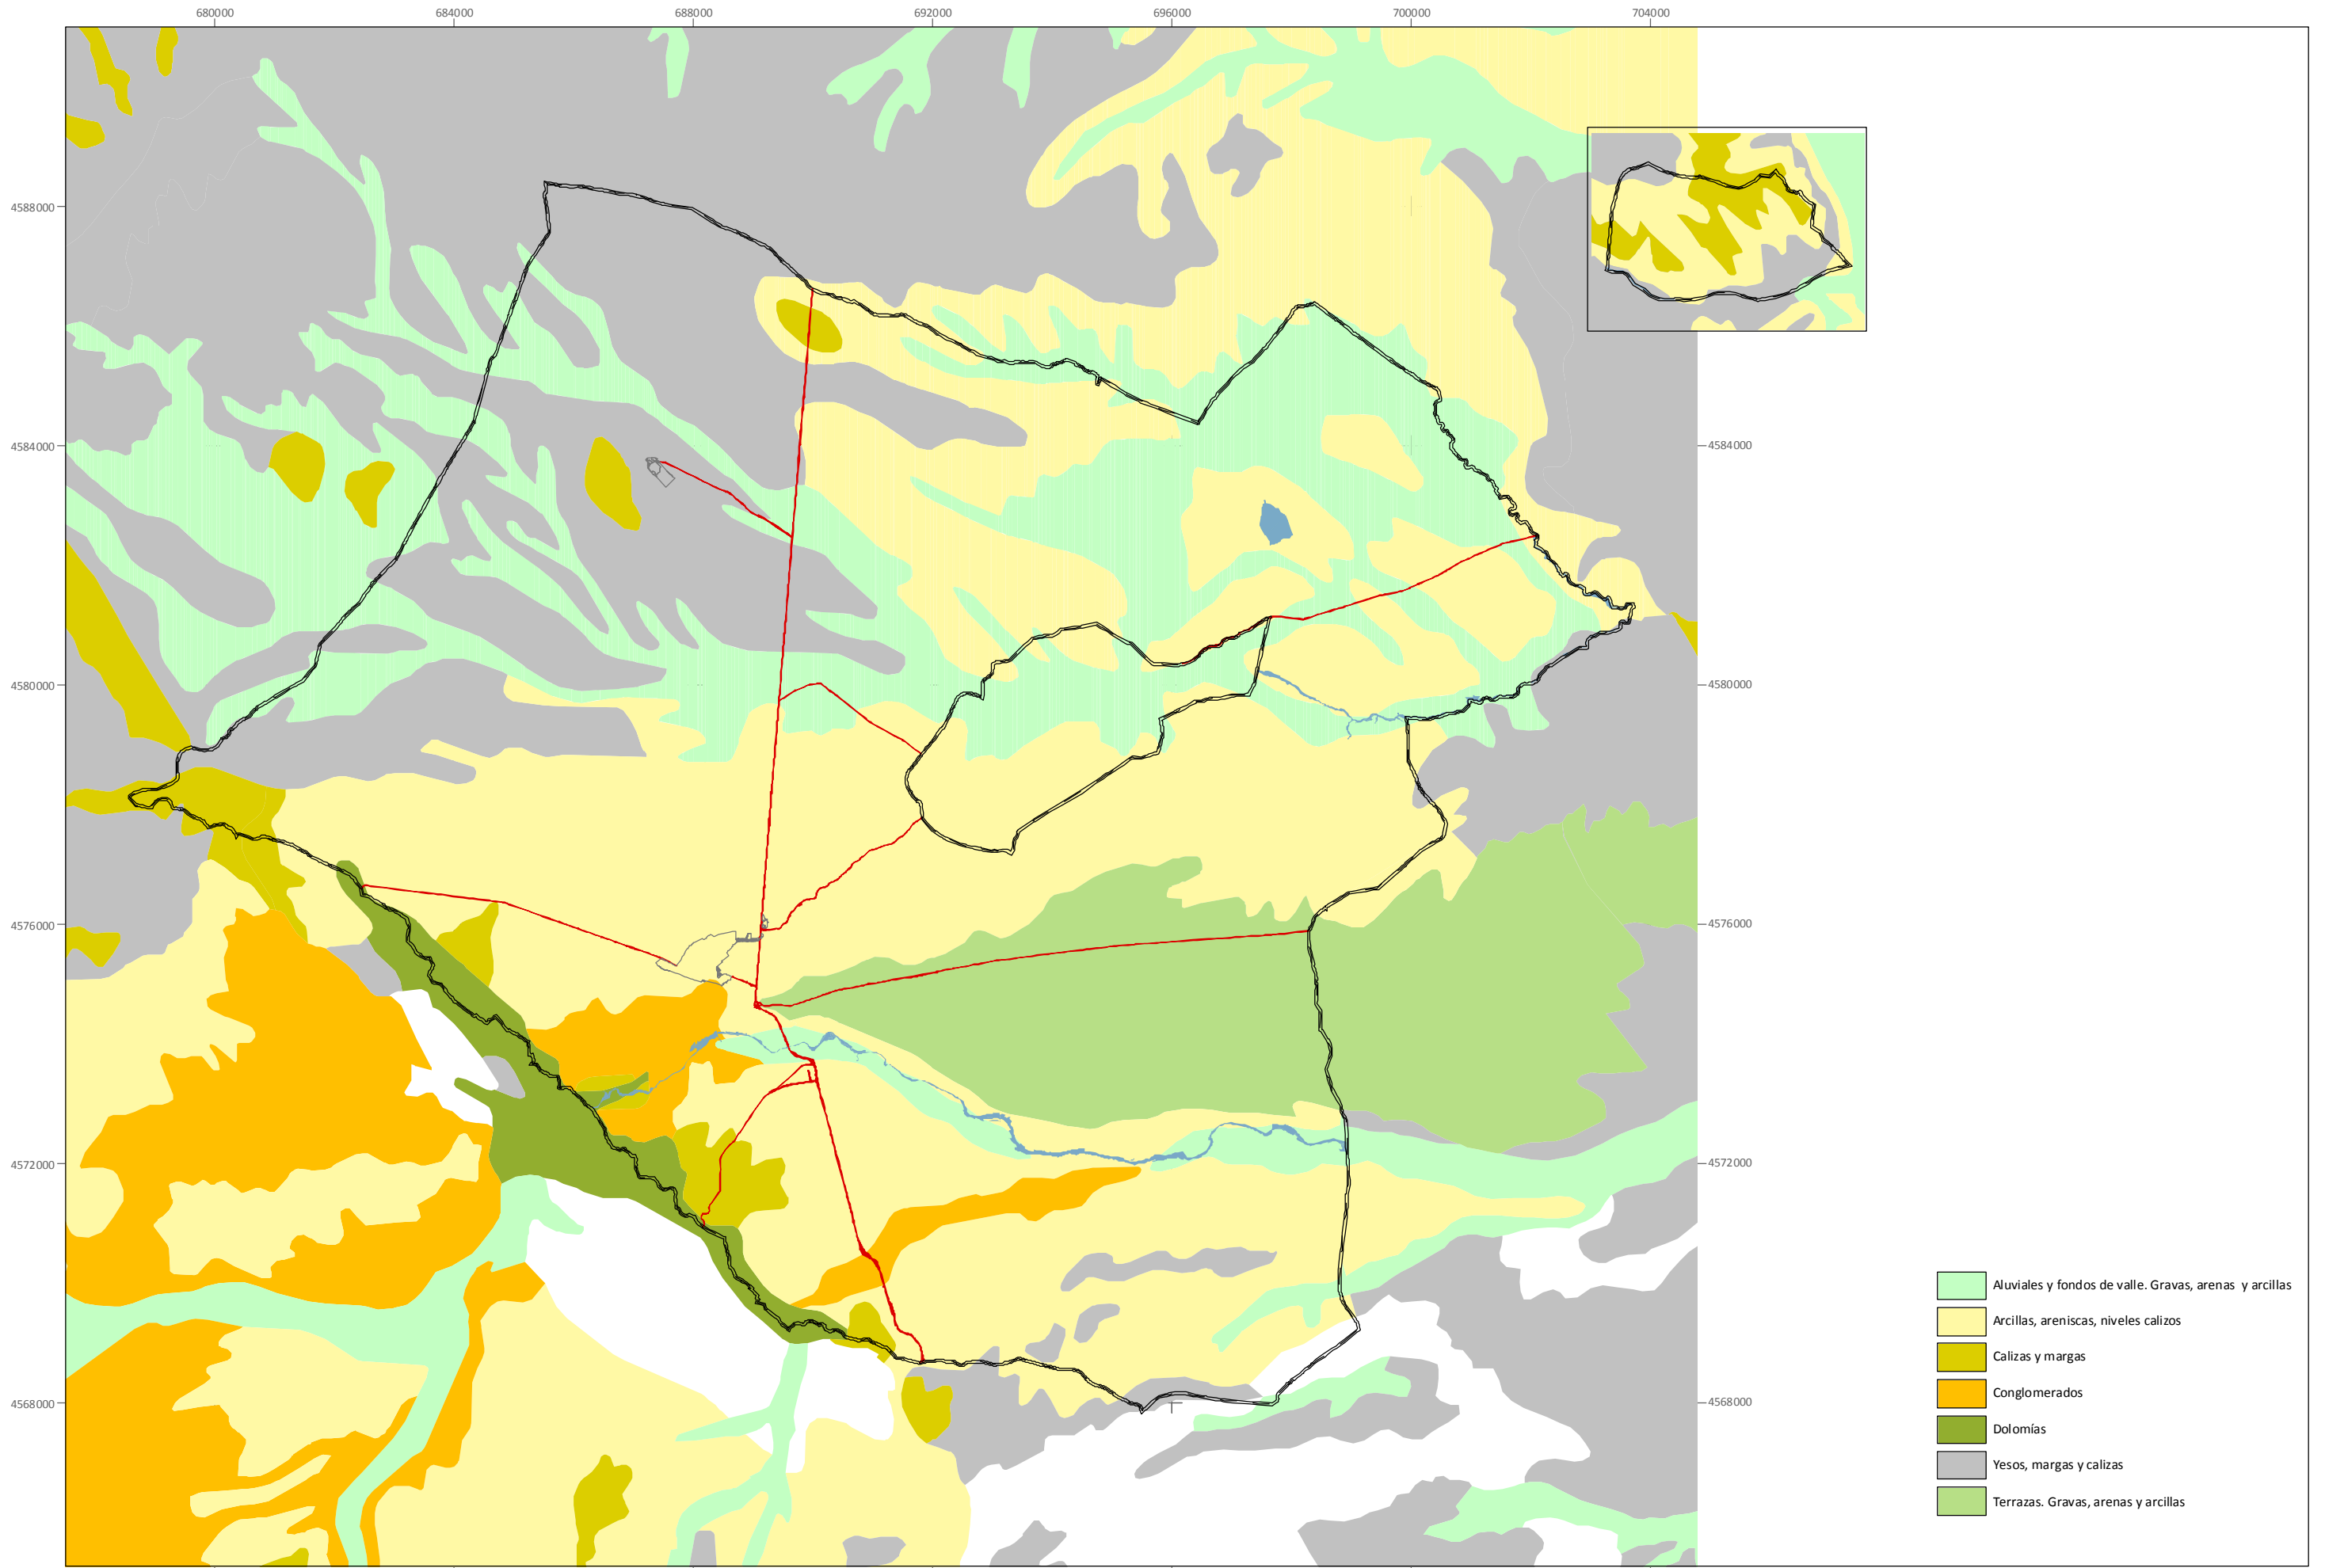 680000 684000 688000 692000 696000 700000 704000
4588000
4584000 4584000
4580000 4580000
4576000 4576000
4572000 4572000
4568000 4568000
Aluviales y fondos de valle. Gravas, arenas y arcillas
Arcillas, areniscas, niveles calizos
Calizas y margas
Conglomerados
Dolomías
Yesos, margas y calizas
Terrazas. Gravas, arenas y arcillas